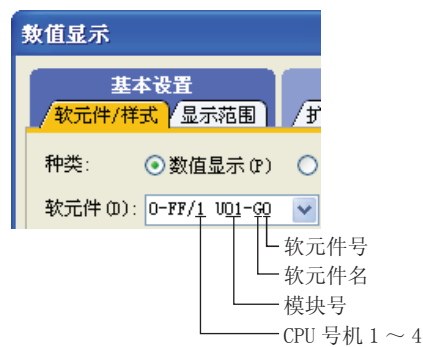 数值显示
基本设置
软元件/样式 显示范围 扩
种类: 数值显示(P)
软元件(D): 0-FF/1 U01-G0
软元件号
软元件名
模块号
CPU 号机 1 ～ 4